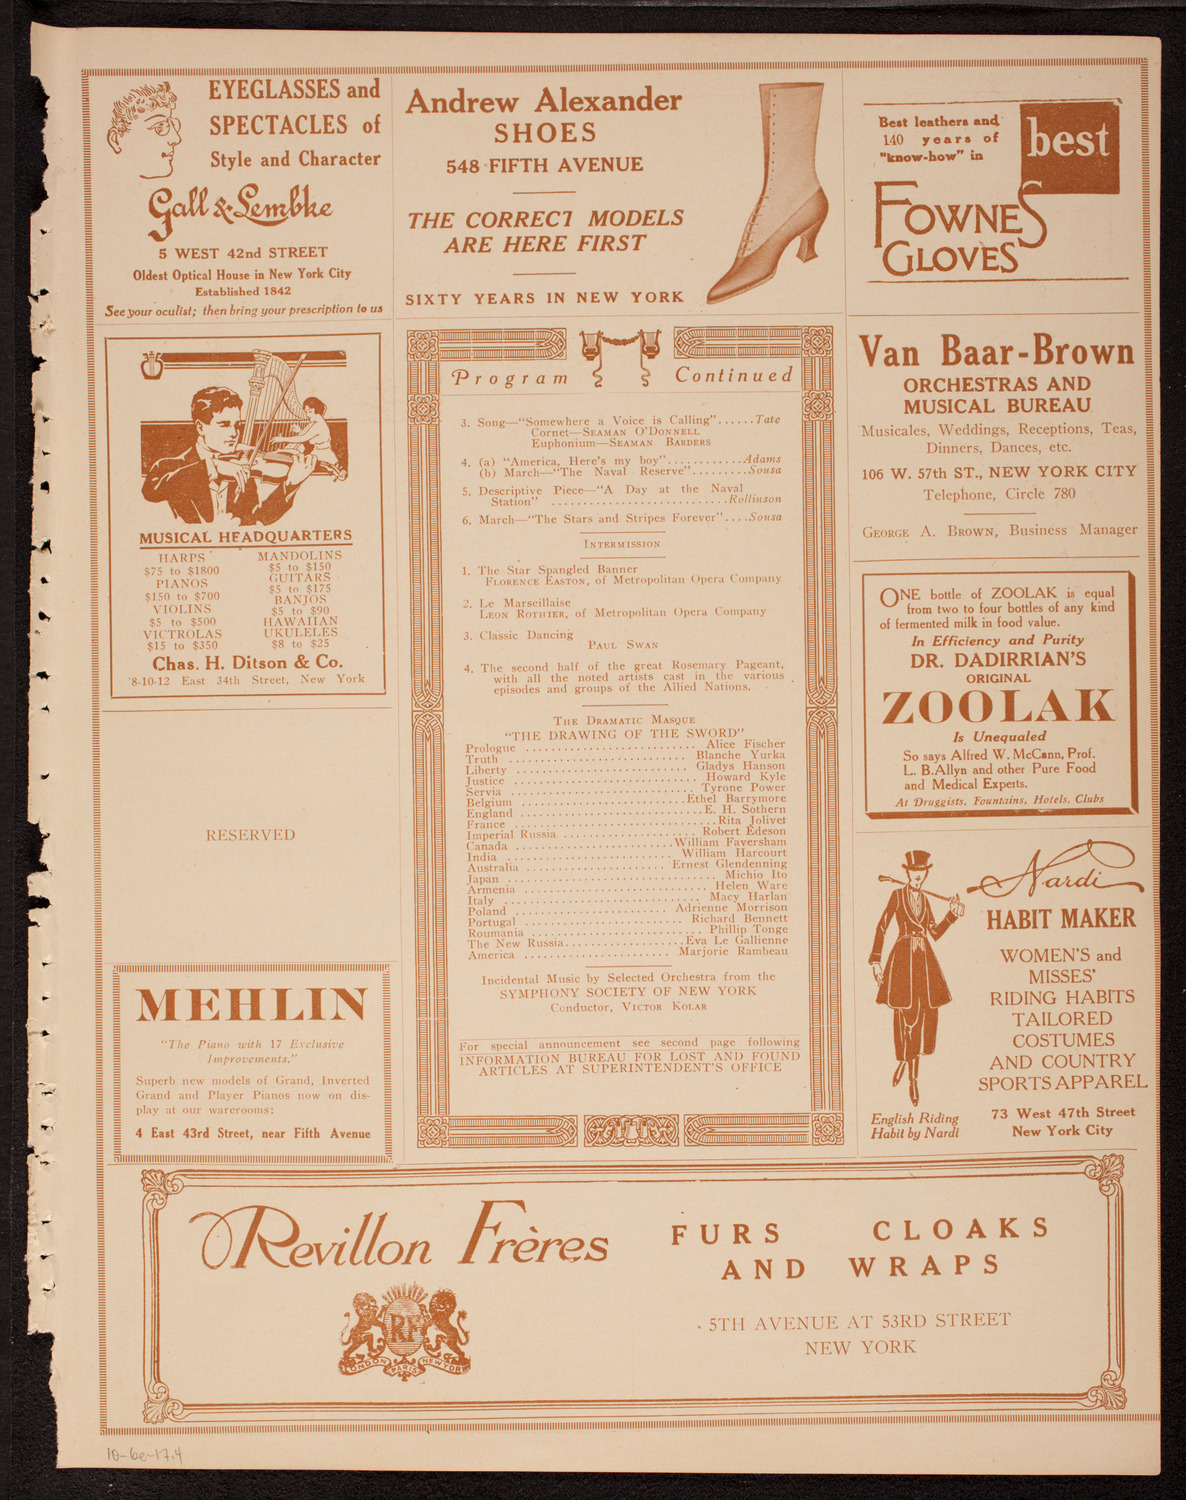 EYEGLASSES and
SPECTACLES of
Style and Character
Gall & Lembke
5 WEST 42nd STREET
Oldest Optical House in New York City
Established 1842
See your oculist; then bring your prescription to us
Andrew Alexander
SHOES
548 FIFTH AVENUE
THE CORRECT MODELS
ARE HERE FIRST
SIXTY YEARS IN NEW YORK
Best leathers and
140 years of
"know-how" in
best
FOWNES
GLOVES
MUSICAL HEADQUARTERS
HARPS
$75 to $1800
PIANOS
$150 to $700
VIOLINS
$5 to $500
VICTROLAS
$15 to $350
MANDOLINS
$5 to $150
GUITARS
$5 to $175
BANJOS
$5 to $90
HAWAIIAN
UKULELES
$8 to $25
Chas. H. Ditson & Co.
8-10-12 East 34th Street, New York
RESERVED
MEHLIN
"The Piano with 17 Exclusive
Improvements."
Superb new models of Grand, Inverted
Grand and Player Pianos now on dis-
play at our warerooms:
4 East 43rd Street, near Fifth Avenue
Program Continued
3. Song—"Somewhere a Voice is Calling"......Tate
Cornet—SEAMAN O'DONNELL
Euphonium—SEAMAN BARDERS
4. (a) "America, Here's my boy"............Adams
(b) March—"The Naval Reserve".........Sousa
5. Descriptive Piece—"A Day at the Naval
Station" ............................Rollinson
6. March—"The Stars and Stripes Forever"....Sousa
INTERMISSION
1. The Star Spangled Banner
FLORENCE EASTON, of Metropolitan Opera Company
2. Le Marseillaise
LEON ROTHIER, of Metropolitan Opera Company
3. Classic Dancing
PAUL SWAN
4. The second half of the great Rosemary Pageant,
with all the noted artists cast in the various
episodes and groups of the Allied Nations.
THE DRAMATIC MASQUE
"THE DRAWING OF THE SWORD"
Prologue .......................... Alice Fischer
Truth ........................... Blanche Yurka
Liberty .......................... Gladys Hanson
Justice ............................ Howard Kyle
Servia ............................ Tyrone Power
Belgium ..........................Ethel Barrymore
England ............................E. H. Sothern
France ...............................Rita Jolivet
Imperial Russia .................... Robert Edeson
Canada ........................William Faversham
India ......................... William Harcourt
Australia ...................... Ernest Glendenning
Japan ................................ Michio Ito
Armenia ............................ Helen Ware
Italy .............................. Macy Harlan
Poland ....................... Adrienne Morrison
Portugal ......................... Richard Bennett
Roumania .......................... Phillip Tonge
The New Russia..................Eva Le Gallienne
America ...................... Marjorie Rambeau
Incidental Music by Selected Orchestra from the
SYMPHONY SOCIETY OF NEW YORK
Conductor, VICTOR KOLAR
For special announcement see second page following
INFORMATION BUREAU FOR LOST AND FOUND
ARTICLES AT SUPERINTENDENT'S OFFICE
Van Baar-Brown
ORCHESTRAS AND
MUSICAL BUREAU
Musicales, Weddings, Receptions, Teas,
Dinners, Dances, etc.
106 W. 57th ST., NEW YORK CITY
Telephone, Circle 780
GEORGE A. BROWN, Business Manager
ONE bottle of ZOOLAK is equal
from two to four bottles of any kind
of fermented milk in food value.
In Efficiency and Purity
DR. DADIRRIAN'S
ORIGINAL
ZOOLAK
Is Unequaled
So says Alfred W. McCann, Prof.
L. B. Allyn and other Pure Food
and Medical Experts.
At Druggists, Fountains, Hotels, Clubs
Nardi
HABIT MAKER
WOMEN'S and
MISSES'
RIDING HABITS
TAILORED
COSTUMES
AND COUNTRY
SPORTS APPAREL
English Riding
Habit by Nardi
73 West 47th Street
New York City
Revillon Frères
RF
LONDON PARIS NEW YORK
FURS CLOAKS
AND WRAPS
5TH AVENUE AT 53RD STREET
NEW YORK
10-6e-17.4